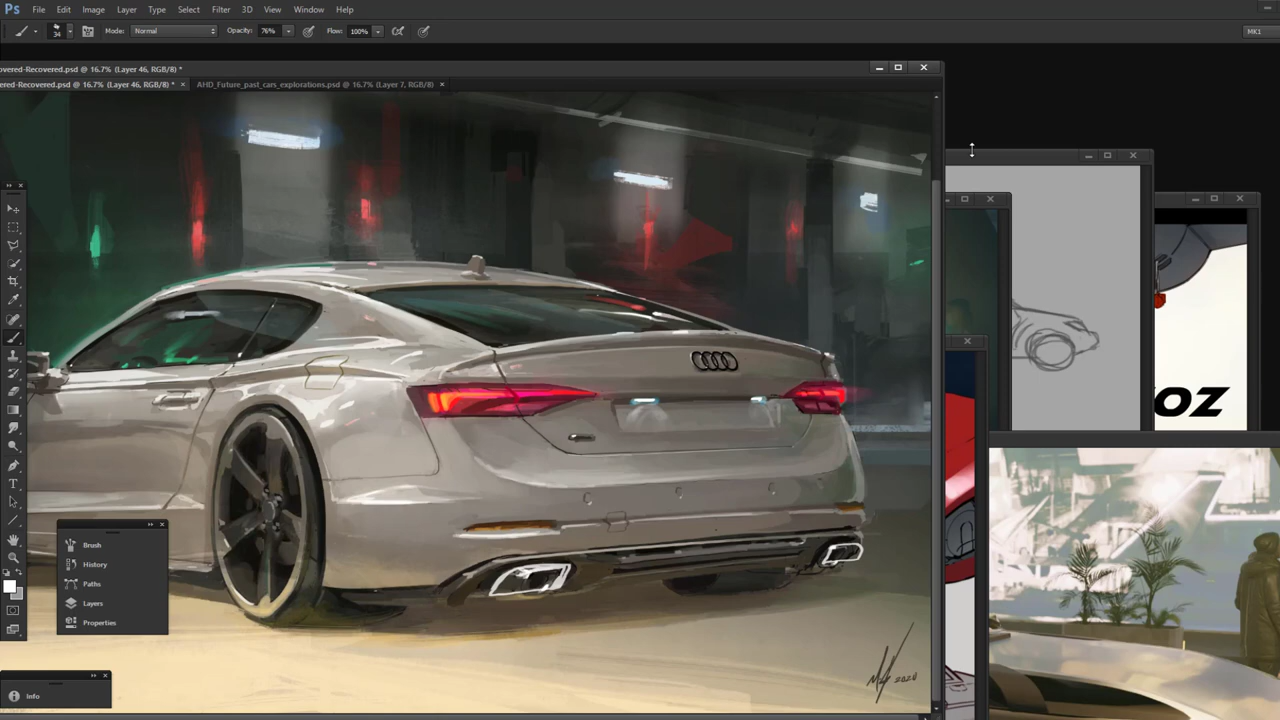 Ps File Edit Image Layer Type Select Filter 3D View Window Help
34 Mode: Normal Opacity: 76% Flow: 100% MK1
overed-Recovered.psd @ 16.7% (Layer 46, RGB/8) *
ered-Recovered.psd @ 16.7% (Layer 46, RGB/8) * × AHD_Future_past_cars_explorations.psd @ 16.7% (Layer 7, RGB/8) ×
OZ
Brush
History
Paths
Layers
Properties
2020
Info